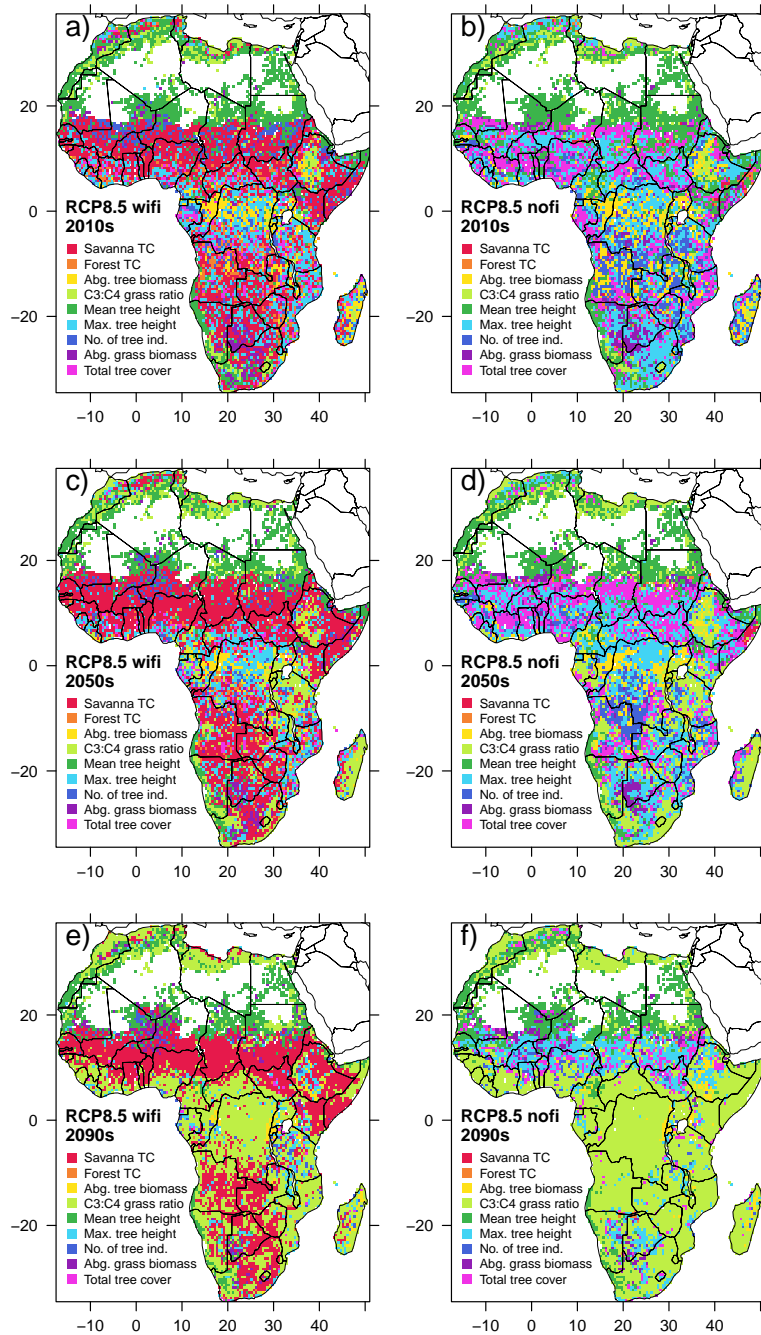 a)
20
0
−20
RCP8.5 wifi
2010s
Savanna TC
Forest TC
Abg. tree biomass
C3:C4 grass ratio
Mean tree height
Max. tree height
No. of tree ind.
Abg. grass biomass
Total tree cover
−10 0 10 20 30 40
b)
20
0
−20
RCP8.5 nofi
2010s
Savanna TC
Forest TC
Abg. tree biomass
C3:C4 grass ratio
Mean tree height
Max. tree height
No. of tree ind.
Abg. grass biomass
Total tree cover
−10 0 10 20 30 40
c)
20
0
−20
RCP8.5 wifi
2050s
Savanna TC
Forest TC
Abg. tree biomass
C3:C4 grass ratio
Mean tree height
Max. tree height
No. of tree ind.
Abg. grass biomass
Total tree cover
−10 0 10 20 30 40
d)
20
0
−20
RCP8.5 nofi
2050s
Savanna TC
Forest TC
Abg. tree biomass
C3:C4 grass ratio
Mean tree height
Max. tree height
No. of tree ind.
Abg. grass biomass
Total tree cover
−10 0 10 20 30 40
e)
20
0
−20
RCP8.5 wifi
2090s
Savanna TC
Forest TC
Abg. tree biomass
C3:C4 grass ratio
Mean tree height
Max. tree height
No. of tree ind.
Abg. grass biomass
Total tree cover
−10 0 10 20 30 40
f)
20
0
−20
RCP8.5 nofi
2090s
Savanna TC
Forest TC
Abg. tree biomass
C3:C4 grass ratio
Mean tree height
Max. tree height
No. of tree ind.
Abg. grass biomass
Total tree cover
−10 0 10 20 30 40